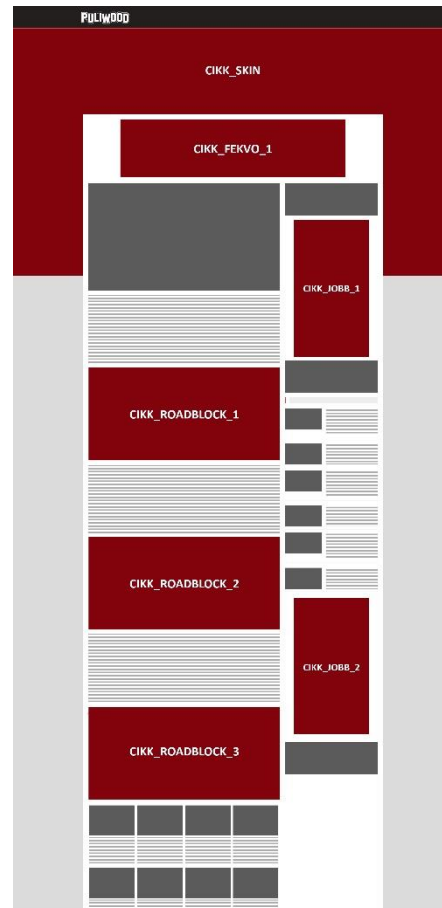 PULIWOOD
CIKK_SKIN
CIKK_FEKVO_1
CIKK_JOBB_1
CIKK_ROADBLOCK_1
CIKK_ROADBLOCK_2
CIKK_JOBB_2
CIKK_ROADBLOCK_3